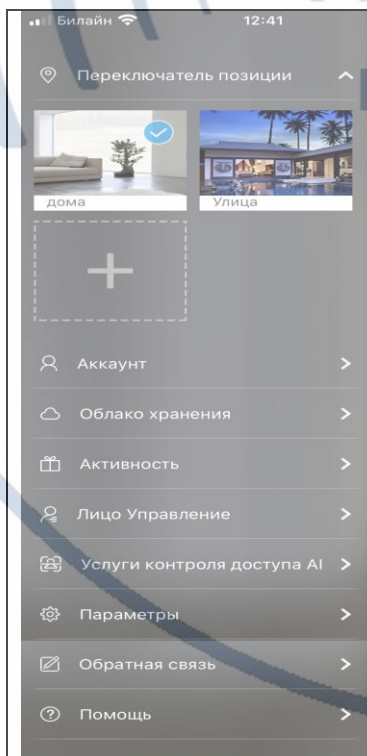 Билайн 12:41
Переключатель позиции
дома Улица
Аккаунт
Облако хранения
Активность
Лицо Управление
Услуги контроля доступа AI
Параметры
Обратная связь
Помощь